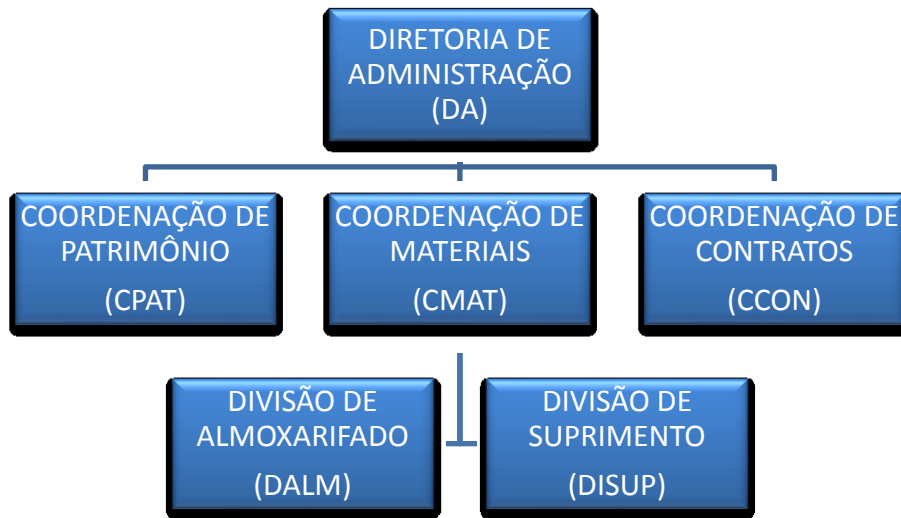 DIRETORIA DE
ADMINISTRAÇÃO
(DA)
COORDENAÇÃO DE
PATRIMÔNIO
(CPAT)
COORDENAÇÃO DE
MATERIAIS
(CMAT)
COORDENAÇÃO DE
CONTRATOS
(CCON)
DIVISÃO DE
ALMOXARIFADO
(DALM)
DIVISÃO DE
SUPRIMENTO
(DISUP)